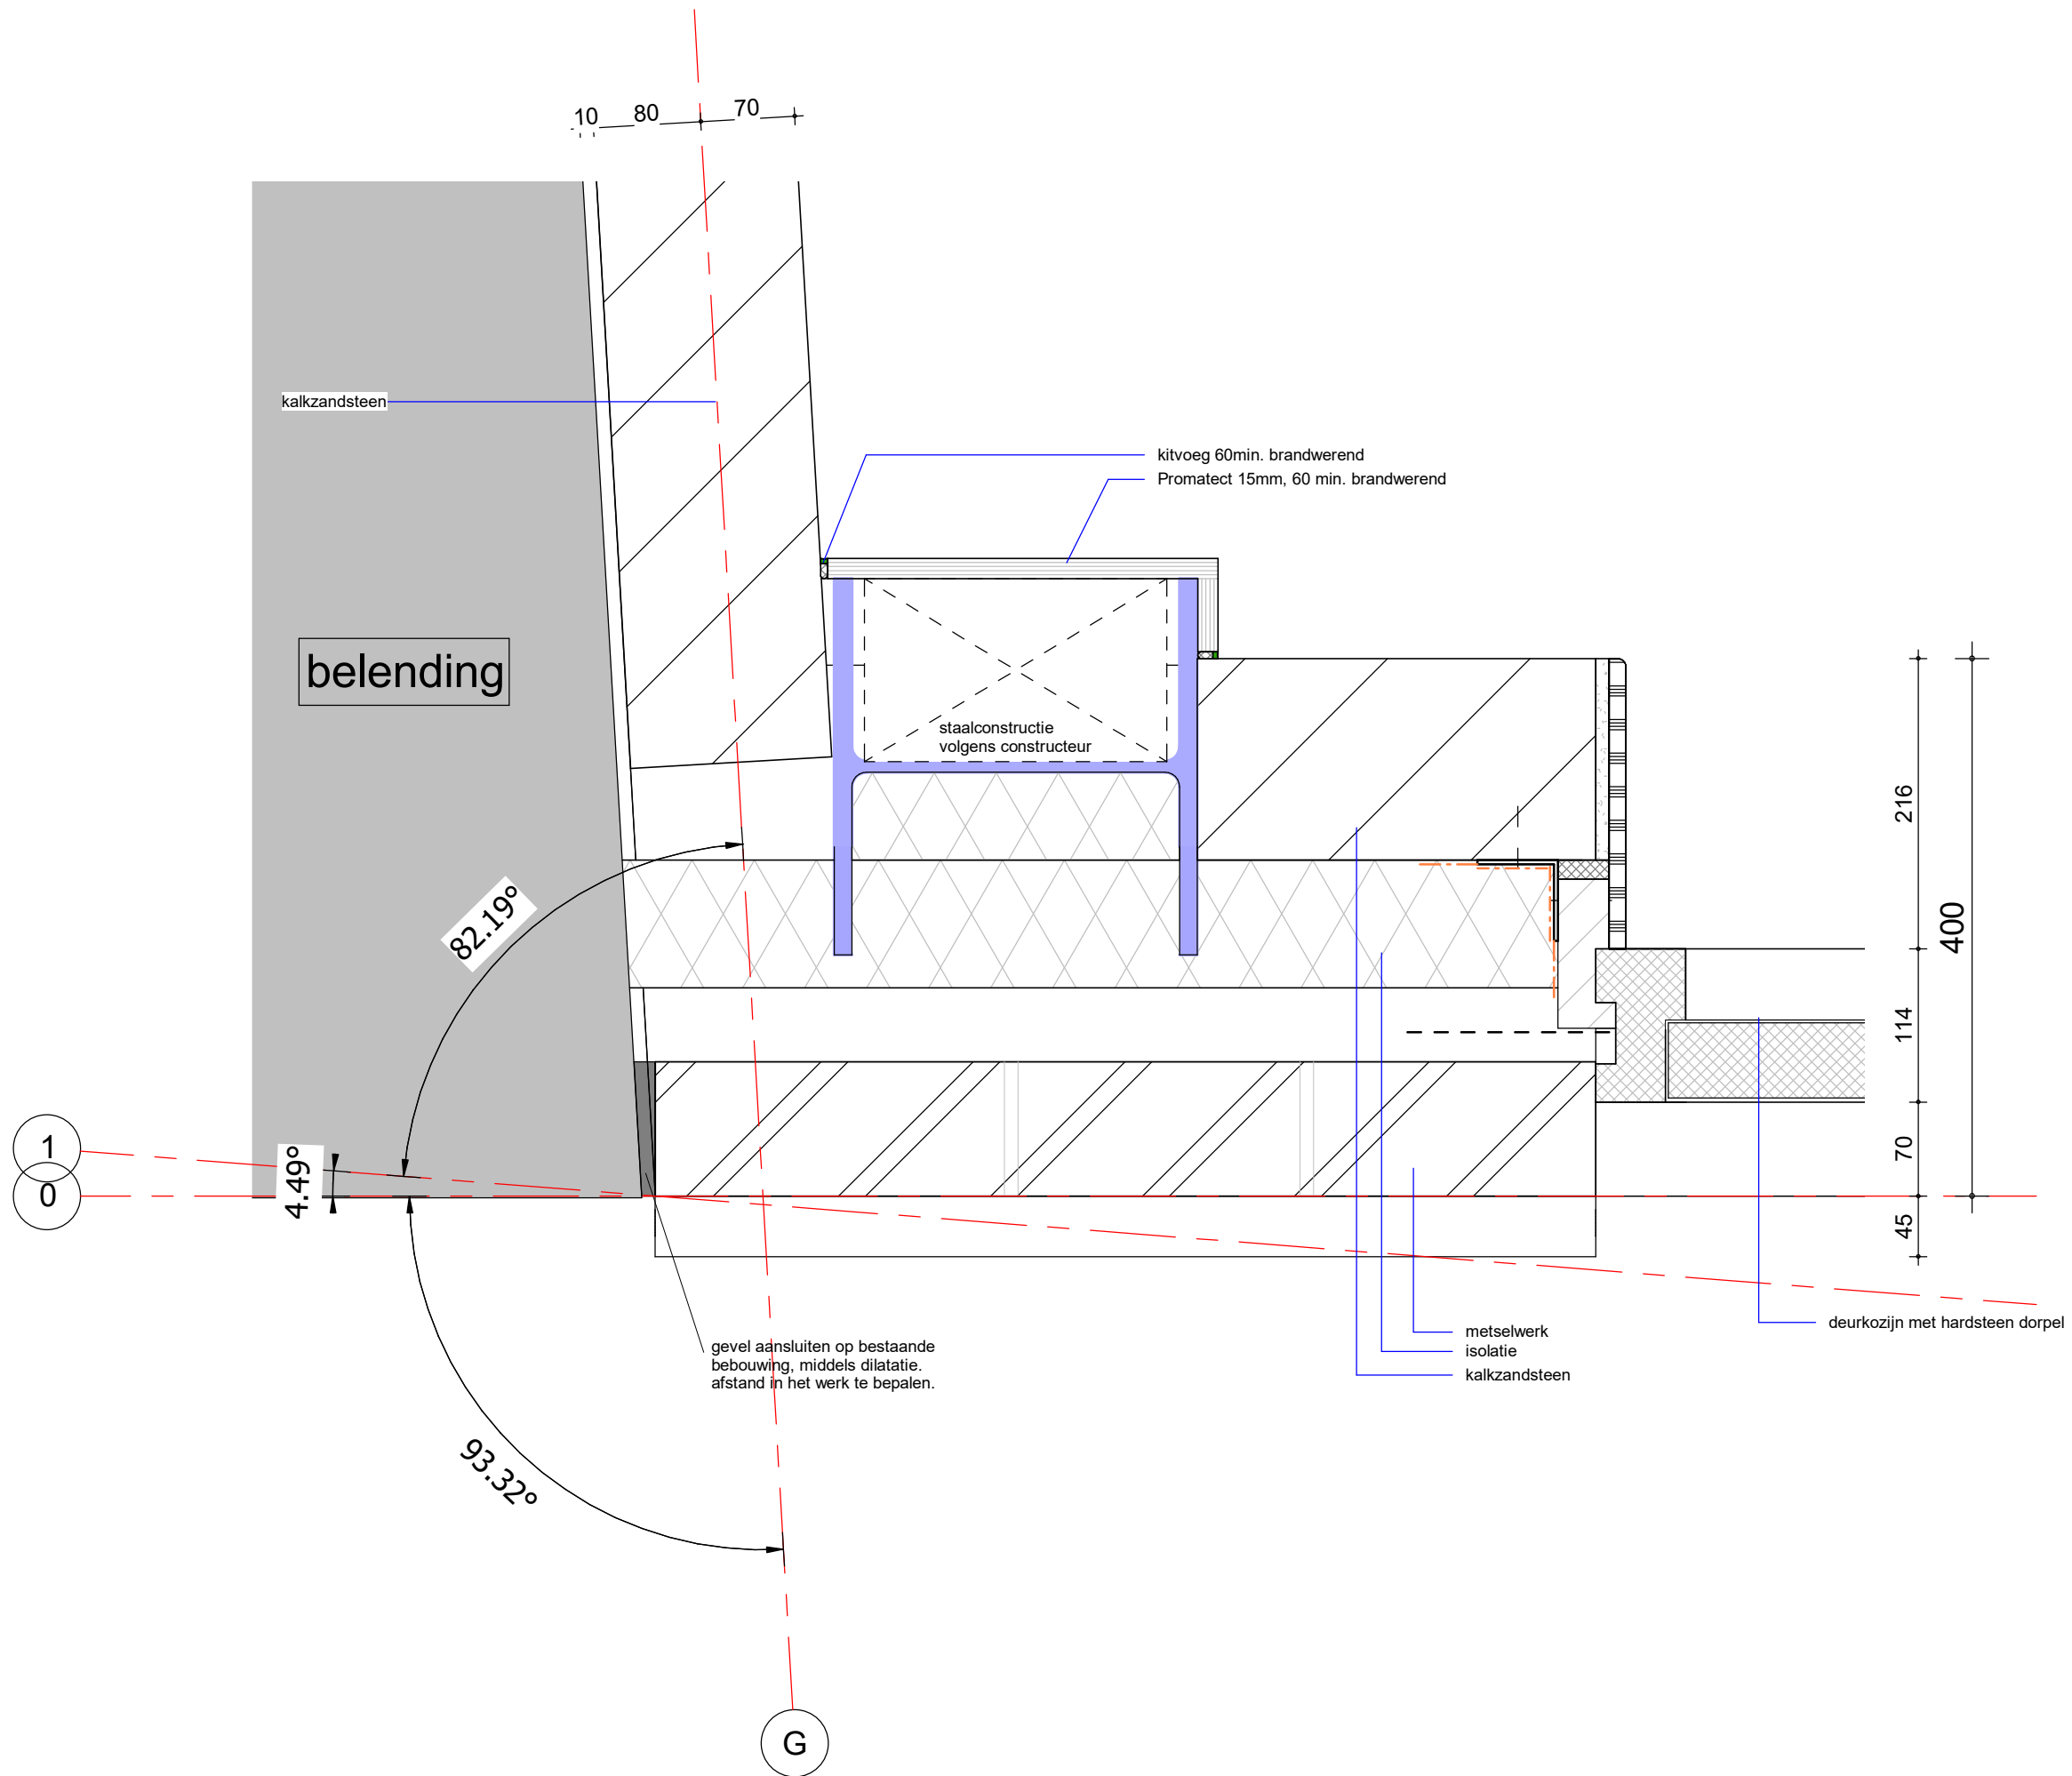 10 80 70
kalkzandsteen
kitvoeg 60min. brandwerend
Promatect 15mm, 60 min. brandwerend
belending
staalconstructie
volgens constructeur
216
400
82.19°
114
1
4.49°
70
0
45
deurkozijn met hardsteen dorpel
metselwerk
isolatie
kalkzandsteen
gevel aansluiten op bestaande
bebouwing, middels dilatatie.
afstand in het werk te bepalen.
93.32°
G